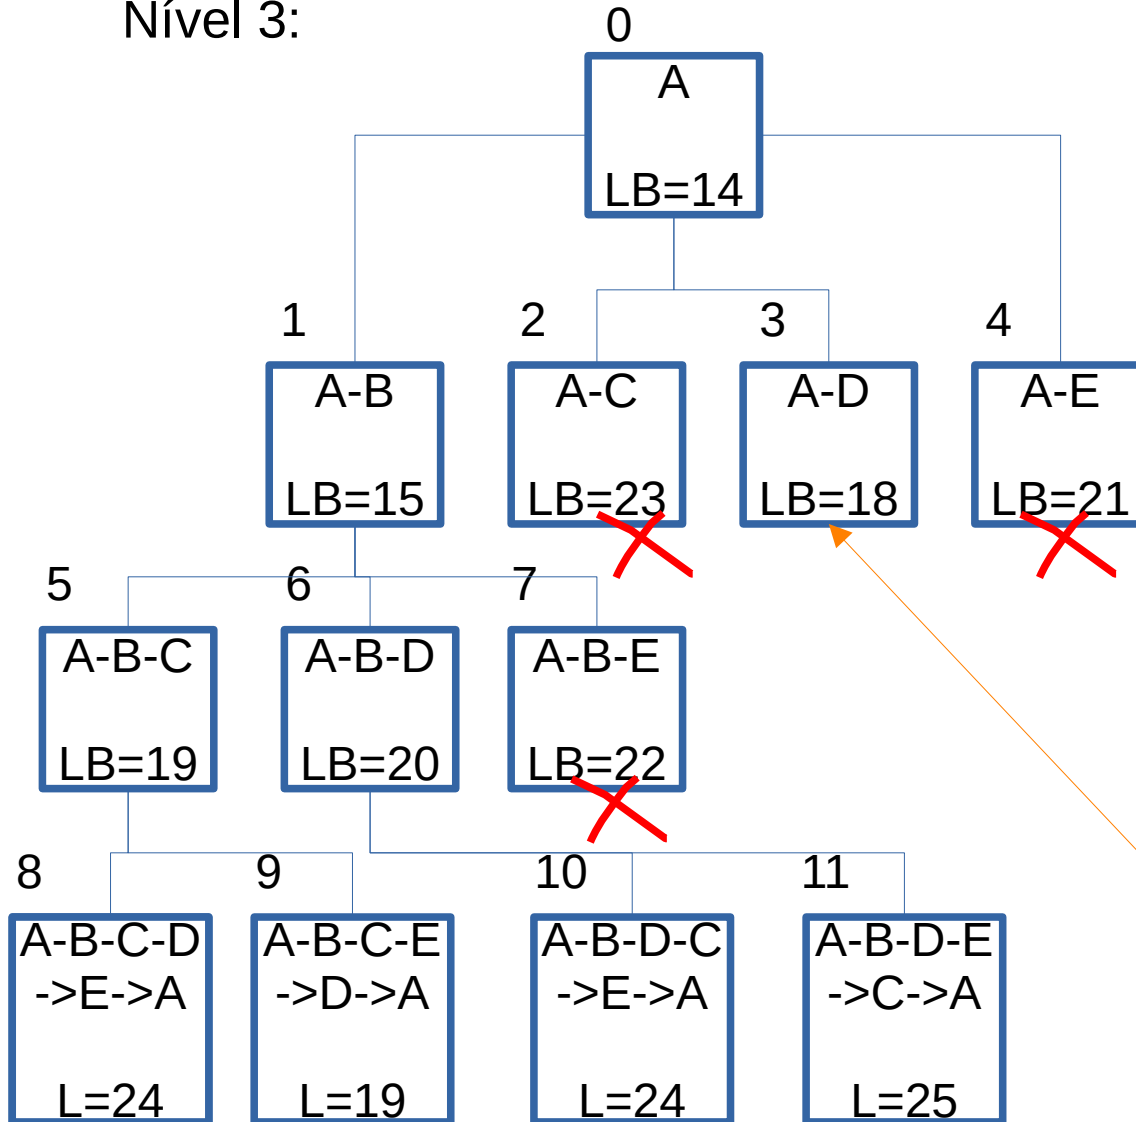 Nível 3:
0
A
LB=14
1
2
3
4
A-B
LB=15
A-C
LB=23
A-D
LB=18
A-E
LB=21
5
6
7
A-B-C
LB=19
A-B-D
LB=20
A-B-E
LB=22
8
9
10
11
A-B-C-D
->E->A
L=24
A-B-C-E
->D->A
L=19
A-B-D-C
->E->A
L=24
A-B-D-E
->C->A
L=25